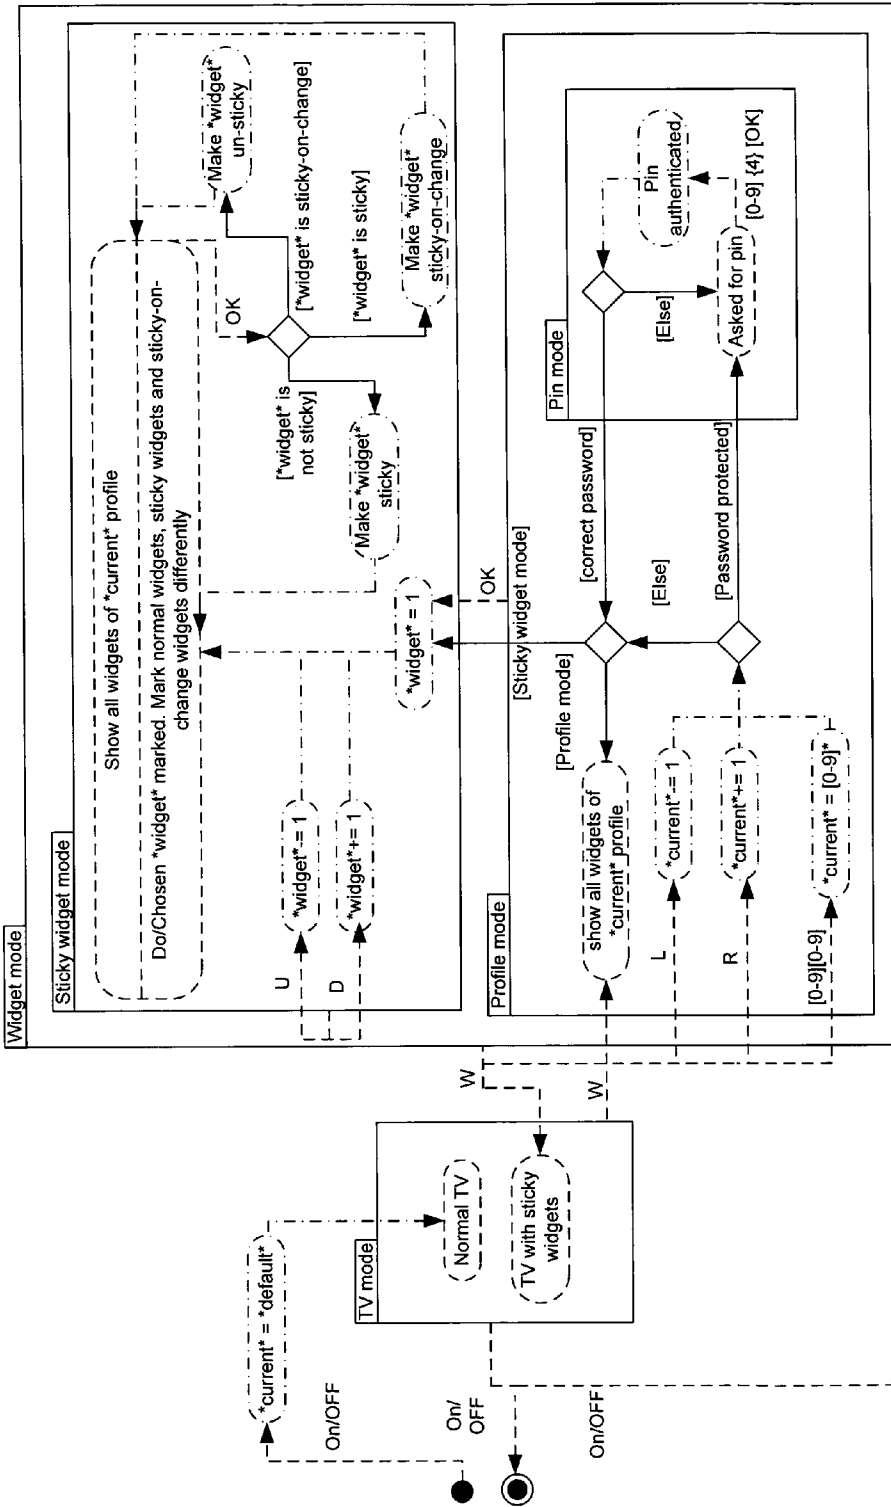 Widget mode
Sticky widget mode
Show all widgets of *current* profile
Do/Chosen *widget* marked. Mark normal widgets, sticky widgets and sticky-on-
change widgets differently
U
*widget*-= 1
D
*widget*+= 1
*widget* = 1
OK
Make *widget*
un-sticky
[*widget* is sticky-on-change]
[*widget* is sticky]
Make *widget*
sticky-on-change
[*widget* is
not sticky]
Make *widget*
sticky
OK
[Sticky widget mode]
Profile mode
[Profile mode]
show all widgets of
*current* profile
L
*current*-= 1
R
*current*+= 1
[0-9][0-9]
*current* = [0-9]*
[correct password]
[Else]
[Password protected]
Pin mode
Pin
authenticated
[Else]
Asked for pin
[0-9] {4} [OK]
W
W
TV mode
Normal TV
TV with sticky
widgets
*current* = *default*
On/OFF
On/
OFF
On/OFF